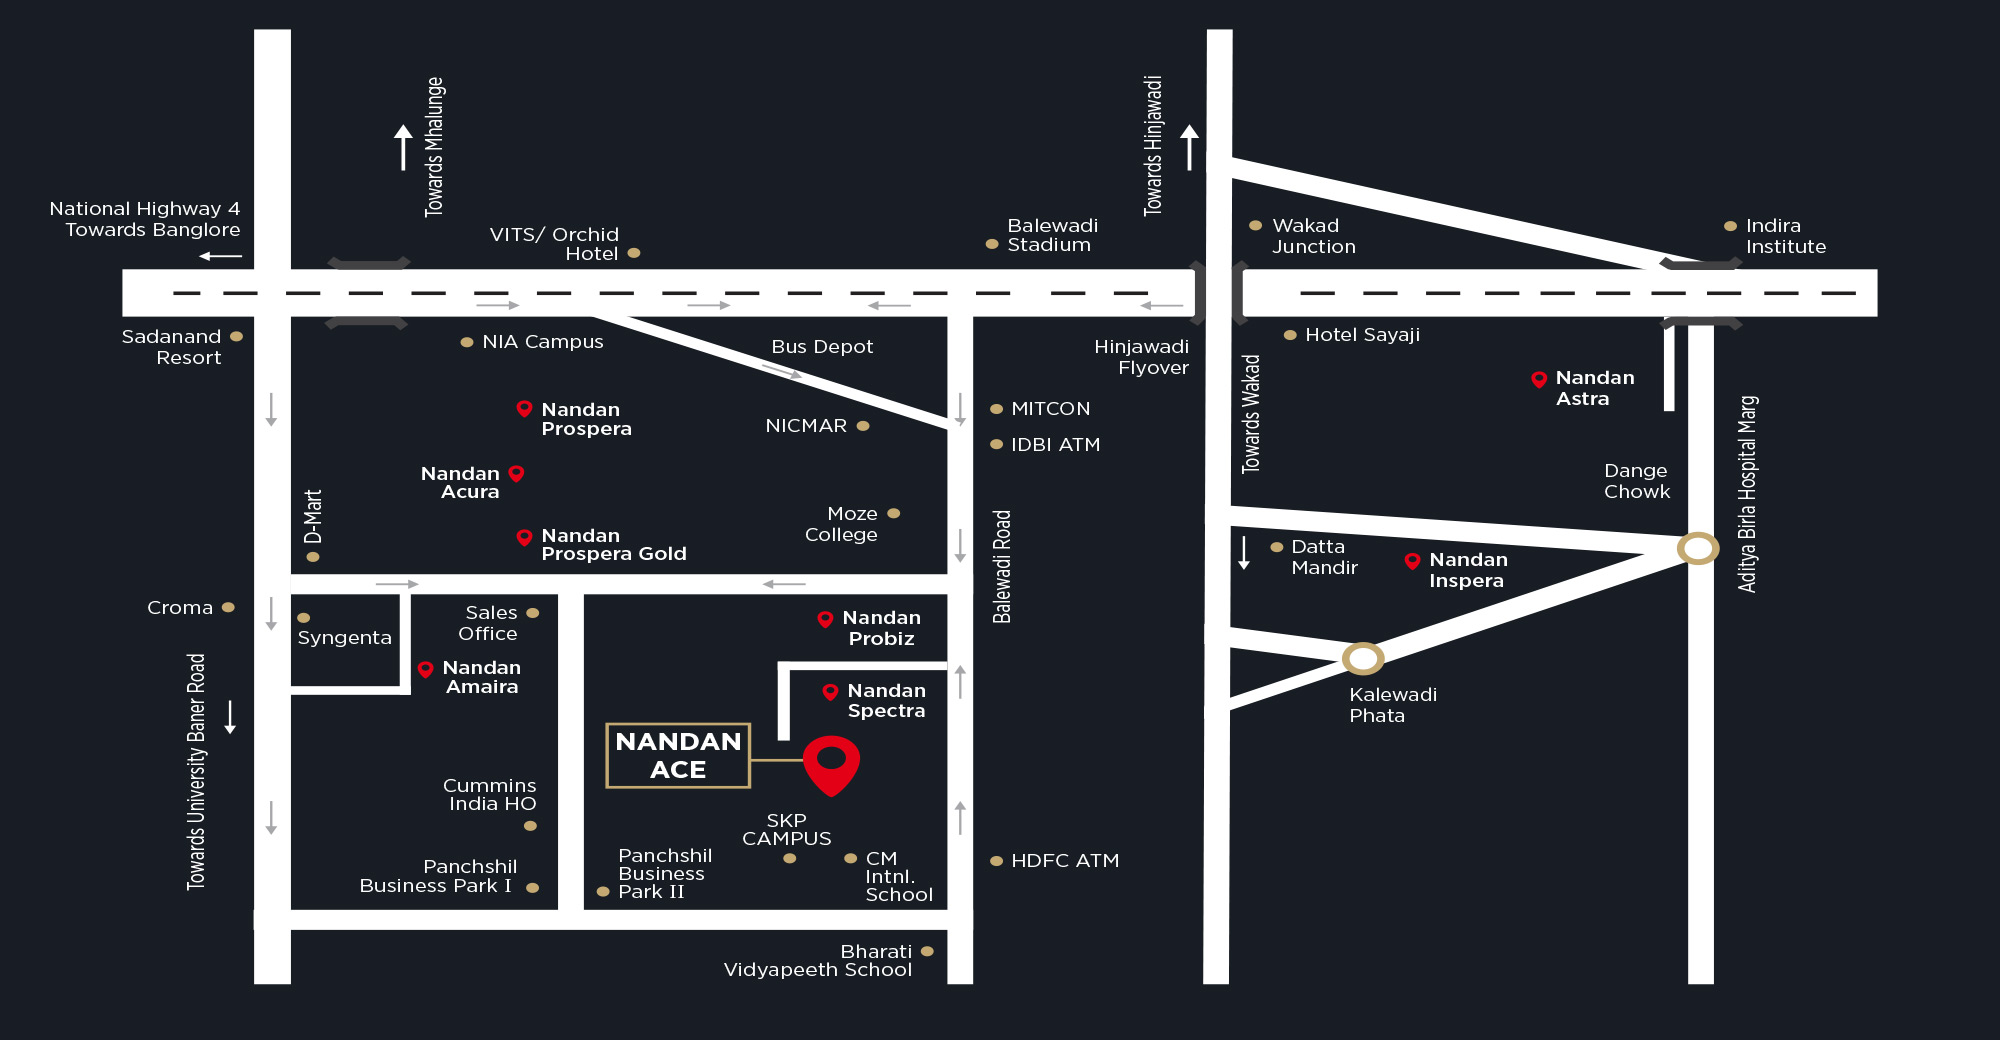 Towards Mhalunge
Towards Hinjawadi
National Highway 4
Towards Banglore
VITS/ Orchid
Hotel
Balewadi
Stadium
Wakad
Junction
Indira
Institute
Sadanand
Resort
NIA Campus
Bus Depot
Hinjawadi
Flyover
Hotel Sayaji
Towards Wakad
Nandan
Astra
Nandan
Prospera
NICMAR
MITCON
IDBI ATM
Nandan
Acura
Dange
Chowk
Aditya Birla Hospital Marg
D-Mart
Nandan
Prospera Gold
Moze
College
Balewadi Road
Datta
Mandir
Nandan
Inspera
Croma
Syngenta
Sales
Office
Nandan
Probiz
Nandan
Amaira
Nandan
Spectra
Kalewadi
Phata
Towards University Baner Road
NANDAN
ACE
Cummins
India HO
SKP
CAMPUS
Panchshil
Business Park I
Panchshil
Business
Park II
CM
Intnl.
School
HDFC ATM
Bharati
Vidyapeeth School